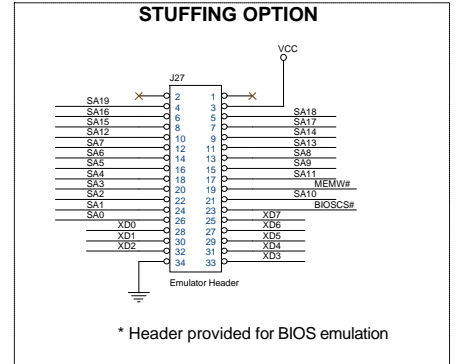 STUFFING OPTION
VCC
J27
2 1
SA19 4 3
SA16 6 5 SA18
SA15 8 7 SA17
SA12 10 9 SA14
SA7 12 11 SA13
SA6 14 13 SA8
SA5 16 15 SA9
SA4 18 17 SA11
SA3 20 19 MEMW#
SA2 22 21 SA10
SA1 24 23 BIOSCS#
SA0 26 25 XD7
XD0 28 27 XD6
XD1 30 29 XD5
XD2 32 31 XD4
34 33 XD3
Emulator Header
* Header provided for BIOS emulation